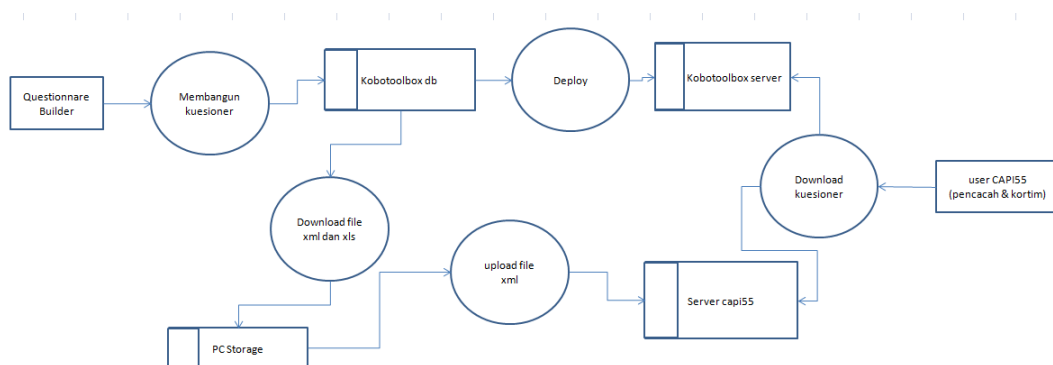 Questionnare
Builder
Membangun
kuesioner
Kobotoolbox db
Deploy
Kobotoolbox server
Download file
xml dan xls
upload file
xml
Download
kuesioner
user CAPI55
(pencacah & kortim)
PC Storage
Server capi55